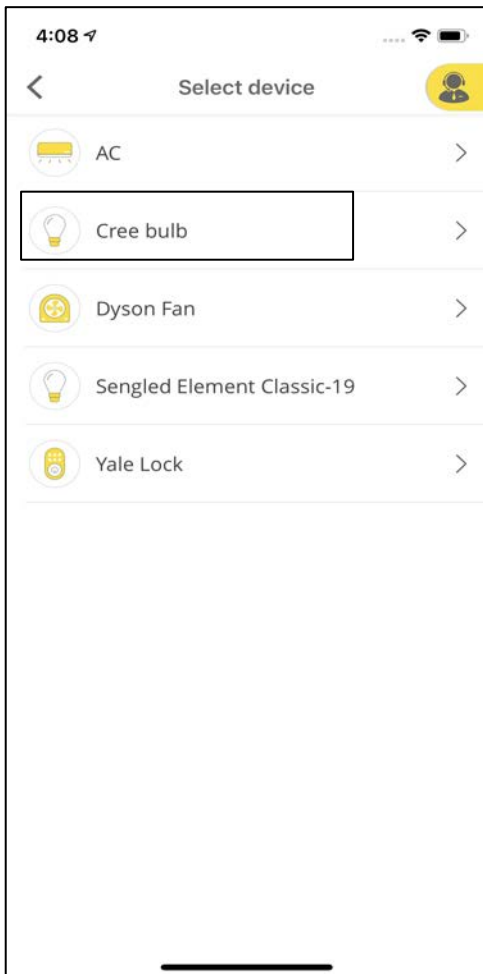 4:08
Select device
AC
Cree bulb
Dyson Fan
Sengled Element Classic-19
Yale Lock